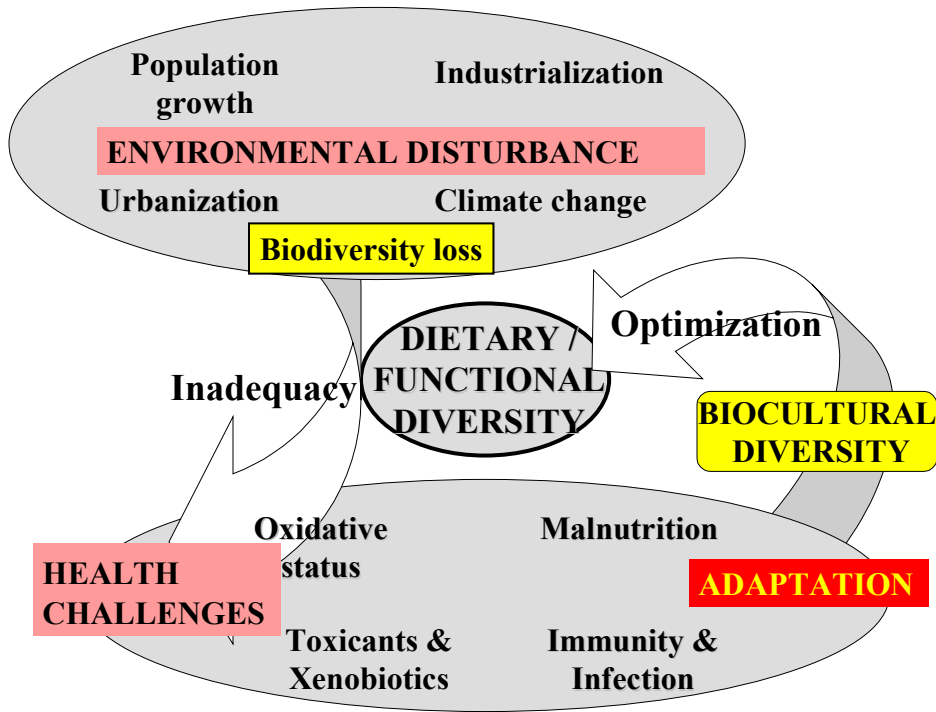 Population
growth
Industrialization
ENVIRONMENTAL DISTURBANCE
Urbanization
Climate change
Biodiversity loss
Optimization
DIETARY /
FUNCTIONAL
DIVERSITY
Inadequacy
BIOCULTURAL
DIVERSITY
Oxidative
status
Malnutrition
HEALTH
CHALLENGES
ADAPTATION
Toxicants &
Xenobiotics
Immunity &
Infection